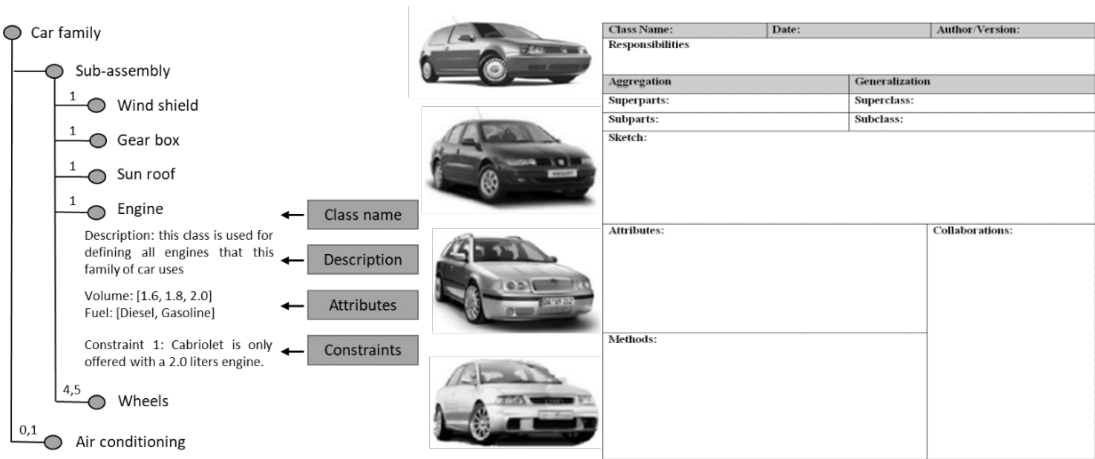 Car family
Sub-assembly
1
Wind shield
1
Gear box
1
Sun roof
1
Engine
Description: this class is used for
defining all engines that this
family of car uses
Volume: [1.6, 1.8, 2.0]
Fuel: [Diesel, Gasoline]
Constraint 1: Cabriolet is only
offered with a 2.0 liters engine.
4,5
Wheels
0,1
Air conditioning
Class name
Description
Attributes
Constraints
Class Name: Date: Author/Version:
Responsibilities
Aggregation Generalization
Superparts: Superclass:
Subparts: Subclass:
Sketch:
Attributes: Collaborations:
Methods: